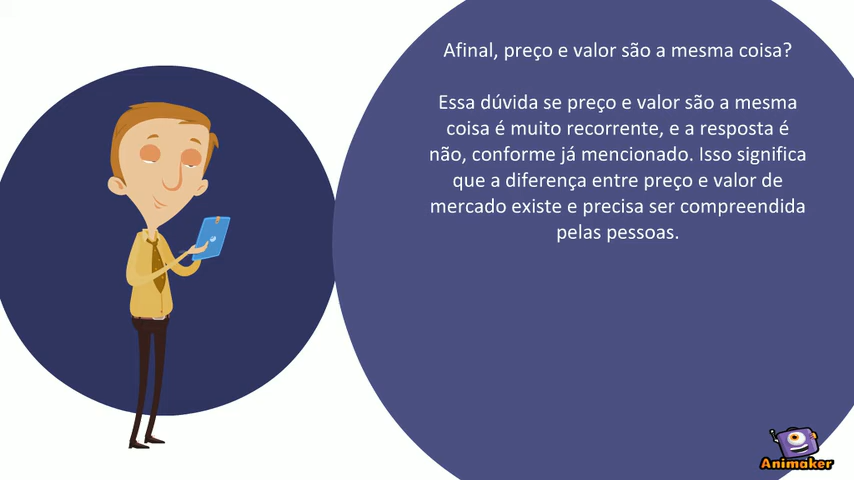 Afinal, preço e valor são a mesma coisa?
Essa dúvida se preço e valor são a mesma
coisa é muito recorrente, e a resposta é
não, conforme já mencionado. Isso significa
que a diferença entre preço e valor de
mercado existe e precisa ser compreendida
pelas pessoas.
Animaker